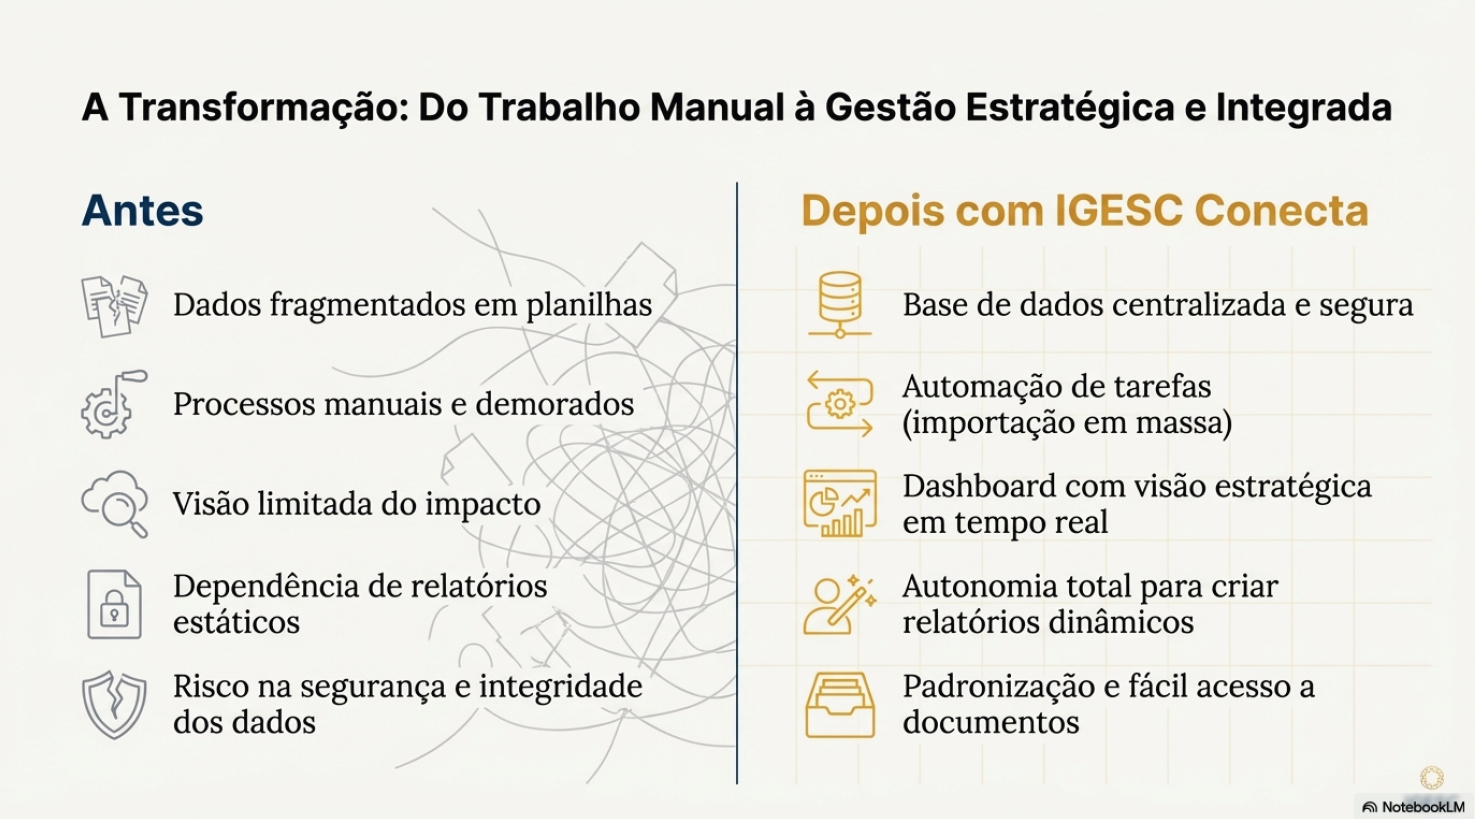 A Transformação: Do Trabalho Manual à Gestão Estratégica e Integrada
Antes
Dados fragmentados em planilhas
Processos manuais e demorados
Visão limitada do impacto
Dependência de relatórios
estáticos
Risco na segurança e integridade
dos dados
Depois com IGESC Conecta
Base de dados centralizada e segura
Automação de tarefas
(importação em massa)
Dashboard com visão estratégica
em tempo real
Autonomia total para criar
relatórios dinâmicos
Padronização e fácil acesso a
documentos
NotebookLM